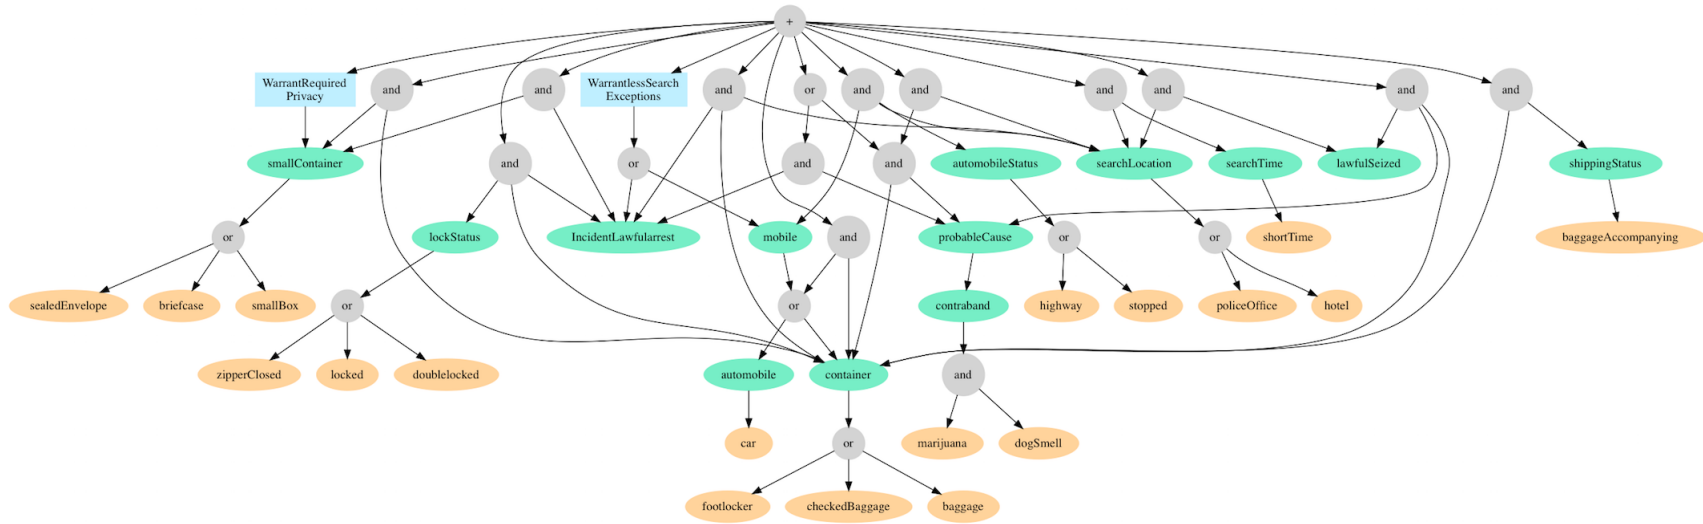 +
WarrantRequired
Privacy
and
and
WarrantlessSearch
Exceptions
and
or
and
and
and
and
and
and
smallContainer
and
or
and
and
automobileStatus
searchLocation
searchTime
lawfulSeized
shippingStatus
or
lockStatus
IncidentLawfularrest
mobile
and
probableCause
or
shortTime
or
baggageAccompanying
sealedEnvelope
briefcase
smallBox
or
or
contraband
highway
stopped
policeOffice
hotel
zipperClosed
locked
doublelocked
automobile
container
and
car
or
marijuana
dogSmell
footlocker
checkedBaggage
baggage